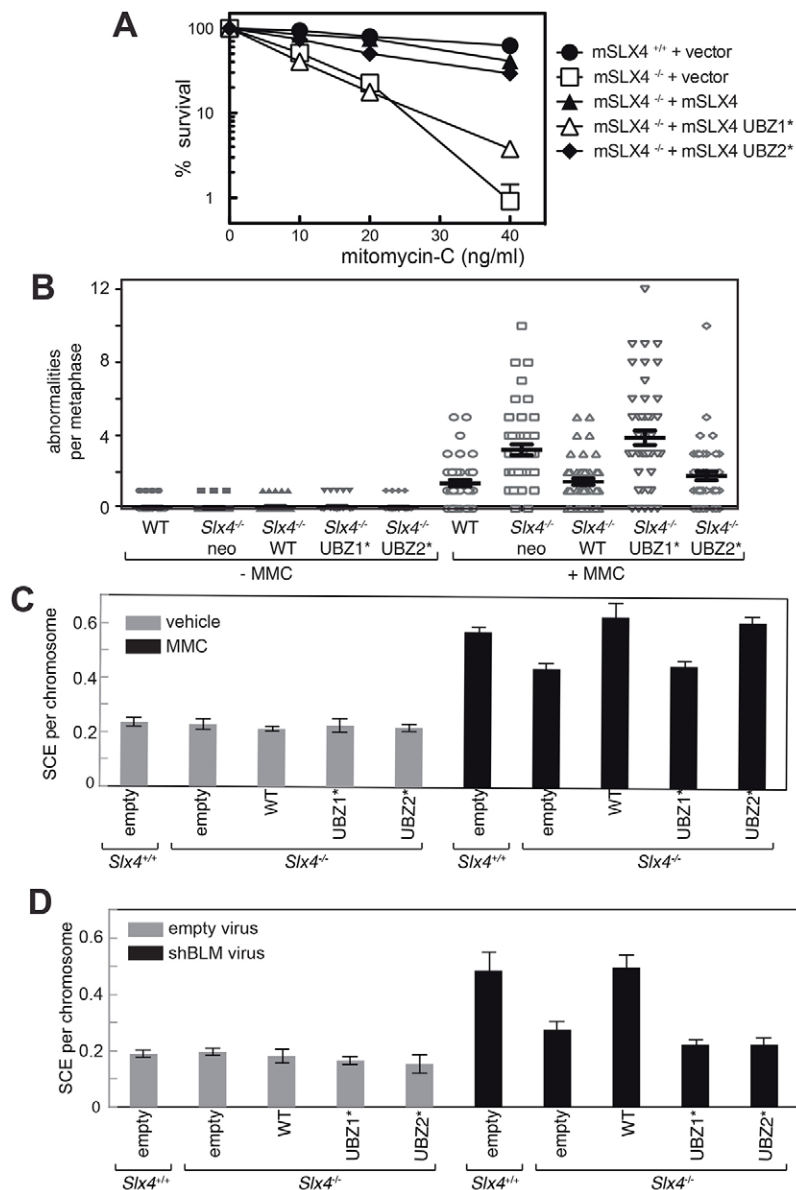 A
100
10
1
% survival
0
10
20
30
40
mitomycin-C (ng/ml)
mSLX4 +/+ + vector
mSLX4 -/- + vector
mSLX4 -/- + mSLX4
mSLX4 -/- + mSLX4 UBZ1*
mSLX4 -/- + mSLX4 UBZ2*
B
12
8
4
0
abnormalities
per metaphase
WT
Slx4-/-
neo
Slx4-/-
WT
Slx4-/-
UBZ1*
Slx4-/-
UBZ2*
WT
Slx4-/-
neo
Slx4-/-
WT
Slx4-/-
UBZ1*
Slx4-/-
UBZ2*
- MMC
+ MMC
C
0.6
0.4
0.2
0
SCE per chromosome
vehicle
MMC
empty
empty
WT
UBZ1*
UBZ2*
empty
empty
WT
UBZ1*
UBZ2*
Slx4+/+
Slx4-/-
Slx4+/+
Slx4-/-
D
0.6
0.4
0.2
0
SCE per chromosome
empty virus
shBLM virus
empty
empty
WT
UBZ1*
UBZ2*
empty
empty
WT
UBZ1*
UBZ2*
Slx4+/+
Slx4-/-
Slx4+/+
Slx4-/-